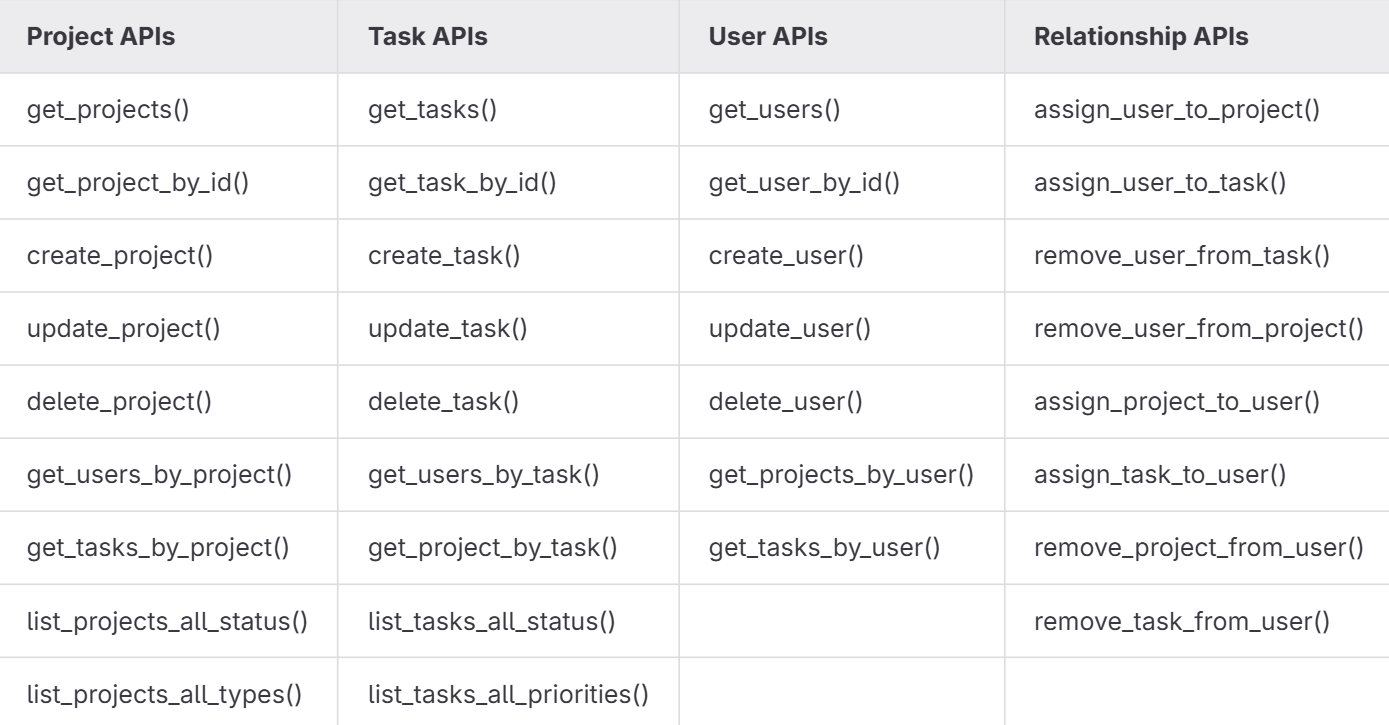 Project APIs Task APIs User APIs Relationship APIs
get_projects() get_tasks() get_users() assign_user_to_project()
get_project_by_id() get_task_by_id() get_user_by_id() assign_user_to_task()
create_project() create_task() create_user() remove_user_from_task()
update_project() update_task() update_user() remove_user_from_project()
delete_project() delete_task() delete_user() assign_project_to_user()
get_users_by_project() get_users_by_task() get_projects_by_user() assign_task_to_user()
get_tasks_by_project() get_project_by_task() get_tasks_by_user() remove_project_from_user()
list_projects_all_status() list_tasks_all_status() remove_task_from_user()
list_projects_all_types() list_tasks_all_priorities()